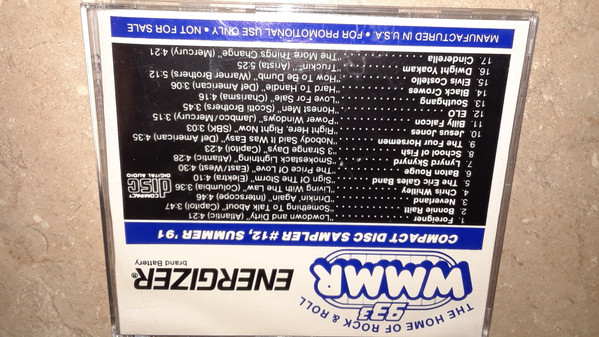 THE HOME OF ROCK & ROLL
93.3
WMMR
ENERGIZER®
brand Battery
COMPACT DISC SAMPLER #12, SUMMER '91
1. Foreigner "Lowdown and Dirty" (Atlantic) 4:21
2. Bonnie Raitt "Something To Talk About" (Capitol) 3:47
3. Neverland "Drinkin' Again" (Interscope) 4:46
4. Chris Whitley "Living With The Law" (Columbia) 3:36
5. The Eric Gales Band "Sign Of The Storm" (Elektra) 4:10
6. Baton Rouge "The Price Of Love" (East/West) 4:30
7. Lynyrd Skynyrd "Smokestack Lightning" (Atlantic) 4:28
8. School of Fish "3 Strange Days" (Capitol) 4:23
9. The Four Horsemen "Nobody Said It Was Easy" (Def American) 4:35
10. Jesus Jones "Right Here, Right Now" (SBK) 3:03
11. Billy Falcon "Power Windows" (Jambco/Mercury) 3:15
12. ELO "Honest Men" (Scotti Brothers) 3:45
13. Southgang "Love For Sale" (Charisma) 4:16
14. Black Crowes "Hard To Handle" (Def American) 3:06
15. Elvis Costello "How To Be Dumb" (Warner Brothers) 5:12
16. Dwight Yoakam "Truckin'" (Arista) 5:25
17. Cinderella "The More Things Change" (Mercury) 4:21
COMPACT
disc
DIGITAL AUDIO
MANUFACTURED IN U.S.A. • FOR PROMOTIONAL USE ONLY • NOT FOR SALE